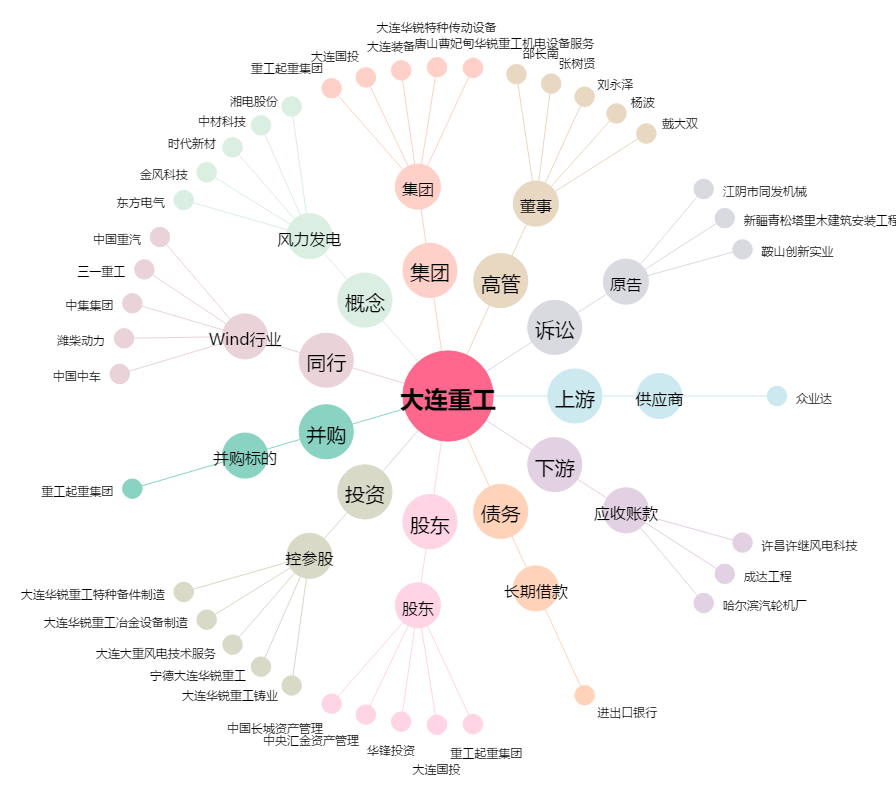 大连华锐特种传动设备
唐山曹妃甸华锐重工机电设备服务
大连装备
大连国投
重工起重集团
邵长南
张树贤
刘永泽
杨波
戤大双
湘电股份
中材科技
时代新材
金风科技
东方电气
集团
董事
风力发电
江阴市同发机械
新疆青松塔里木建筑安装工程
鞍山创新实业
中国重汽
三一重工
中集集团
潍柴动力
中国中车
集团
高管
原告
概念
诉讼
Wind行业
同行
大连重工
上游
供应商
众业达
并购
并购标的
重工起重集团
下游
投资
应收账款
股东
债务
许昌许继风电科技
成达工程
哈尔滨汽轮机厂
控参股
长期借款
大连华锐重工特种备件制造
大连华锐重工冶金设备制造
大连大重风电技术服务
宁德大连华锐重工
大连华锐重工铸业
股东
进出口银行
中国长城资产管理
中央汇金资产管理
华锋投资
大连国投
重工起重集团